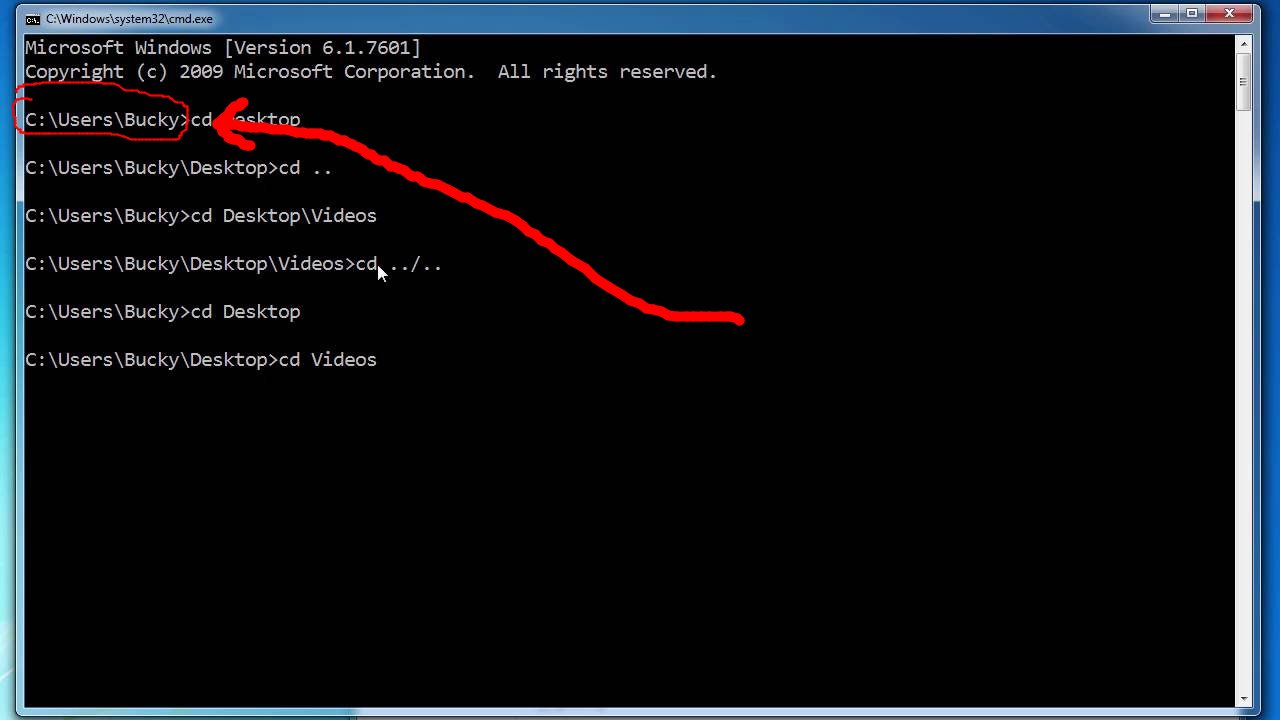 C:\Windows\system32\cmd.exe
Microsoft Windows [Version 6.1.7601]
Copyright (c) 2009 Microsoft Corporation.  All rights reserved.
C:\Users\Bucky>cd Desktop
C:\Users\Bucky\Desktop>cd ..
C:\Users\Bucky>cd Desktop\Videos
C:\Users\Bucky\Desktop\Videos>cd ../..
C:\Users\Bucky>cd Desktop
C:\Users\Bucky\Desktop>cd Videos